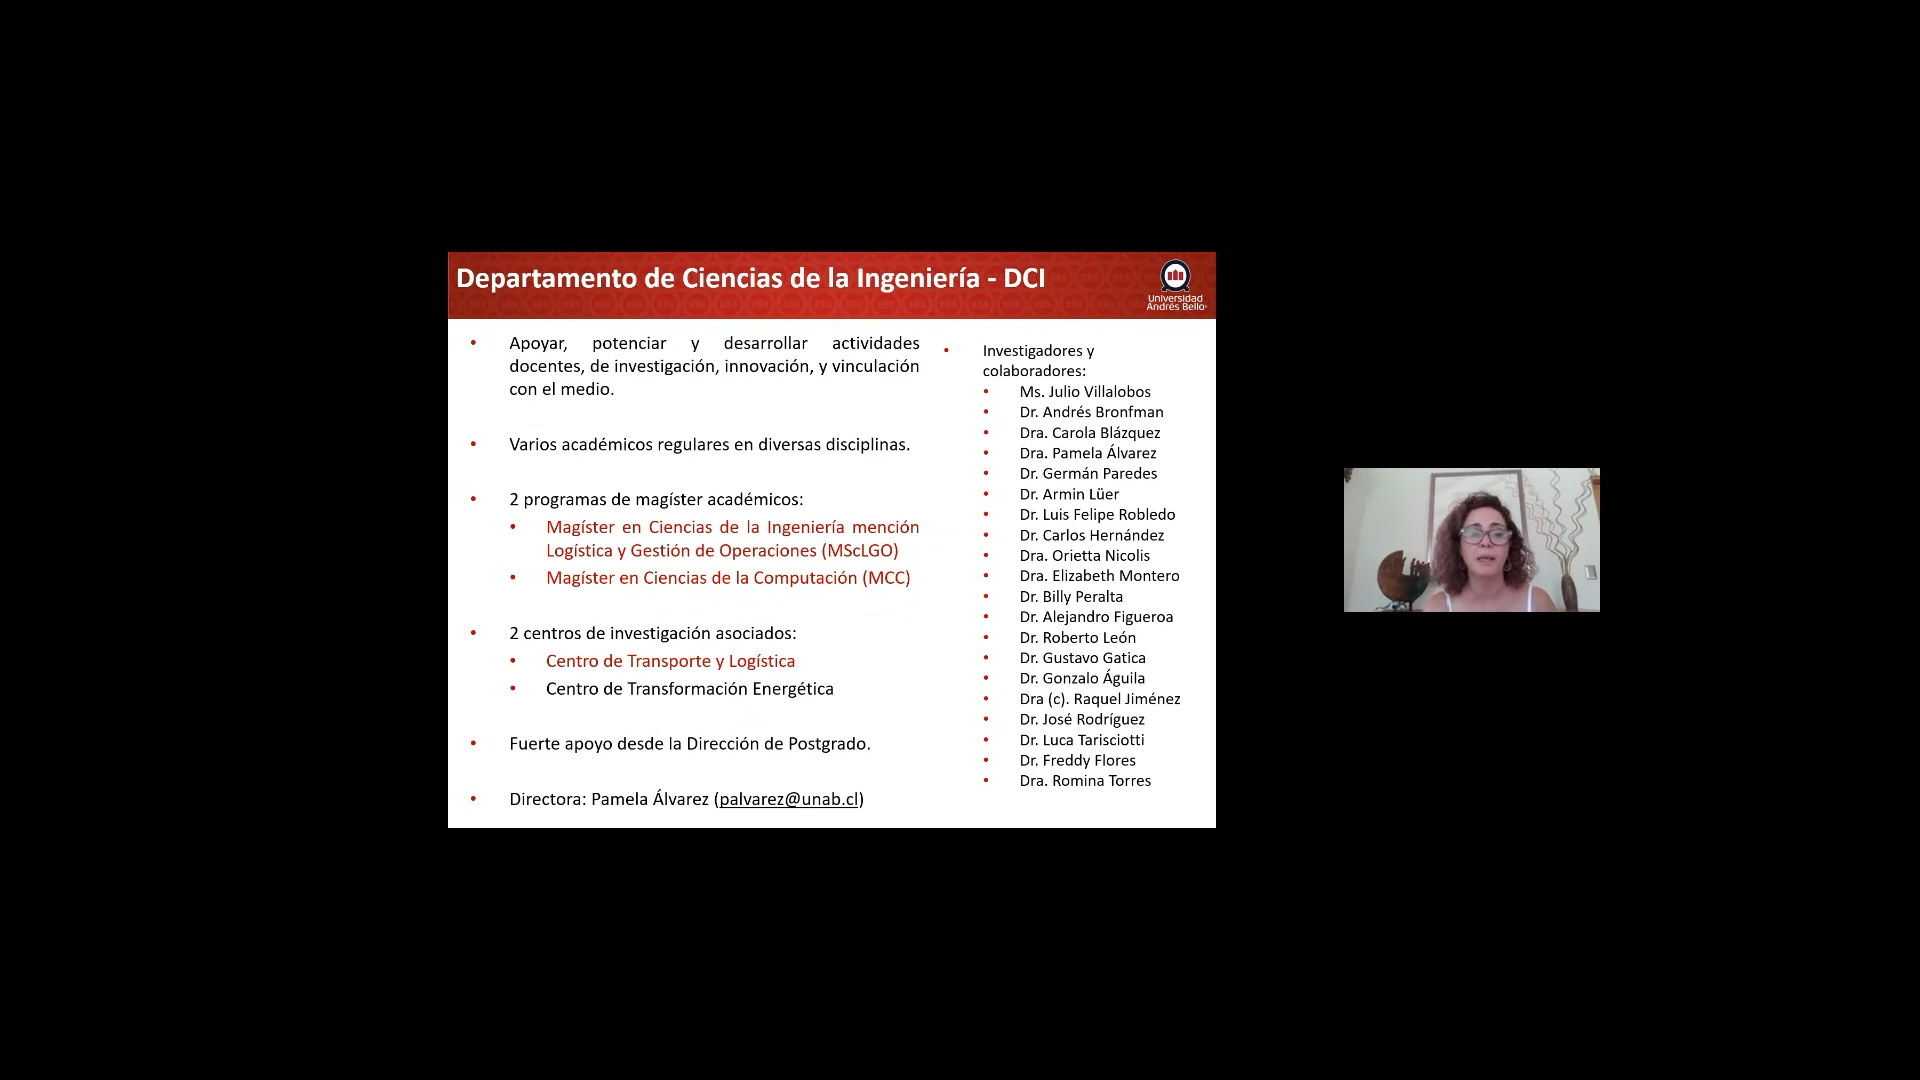 Departamento de Ciencias de la Ingeniería - DCI
Universidad
Andrés Bello
Apoyar, potenciar y desarrollar actividades
docentes, de investigación, innovación, y vinculación
con el medio.
Varios académicos regulares en diversas disciplinas.
2 programas de magíster académicos:
Magíster en Ciencias de la Ingeniería mención
Logística y Gestión de Operaciones (MScLGO)
Magíster en Ciencias de la Computación (MCC)
2 centros de investigación asociados:
Centro de Transporte y Logística
Centro de Transformación Energética
Fuerte apoyo desde la Dirección de Postgrado.
Directora: Pamela Álvarez (palvarez@unab.cl)
Investigadores y
colaboradores:
Ms. Julio Villalobos
Dr. Andrés Bronfman
Dra. Carola Blázquez
Dra. Pamela Álvarez
Dr. Germán Paredes
Dr. Armin Lüer
Dr. Luis Felipe Robledo
Dr. Carlos Hernández
Dra. Orietta Nicolis
Dra. Elizabeth Montero
Dr. Billy Peralta
Dr. Alejandro Figueroa
Dr. Roberto León
Dr. Gustavo Gatica
Dr. Gonzalo Águila
Dra (c). Raquel Jiménez
Dr. José Rodríguez
Dr. Luca Tarisciotti
Dr. Freddy Flores
Dra. Romina Torres